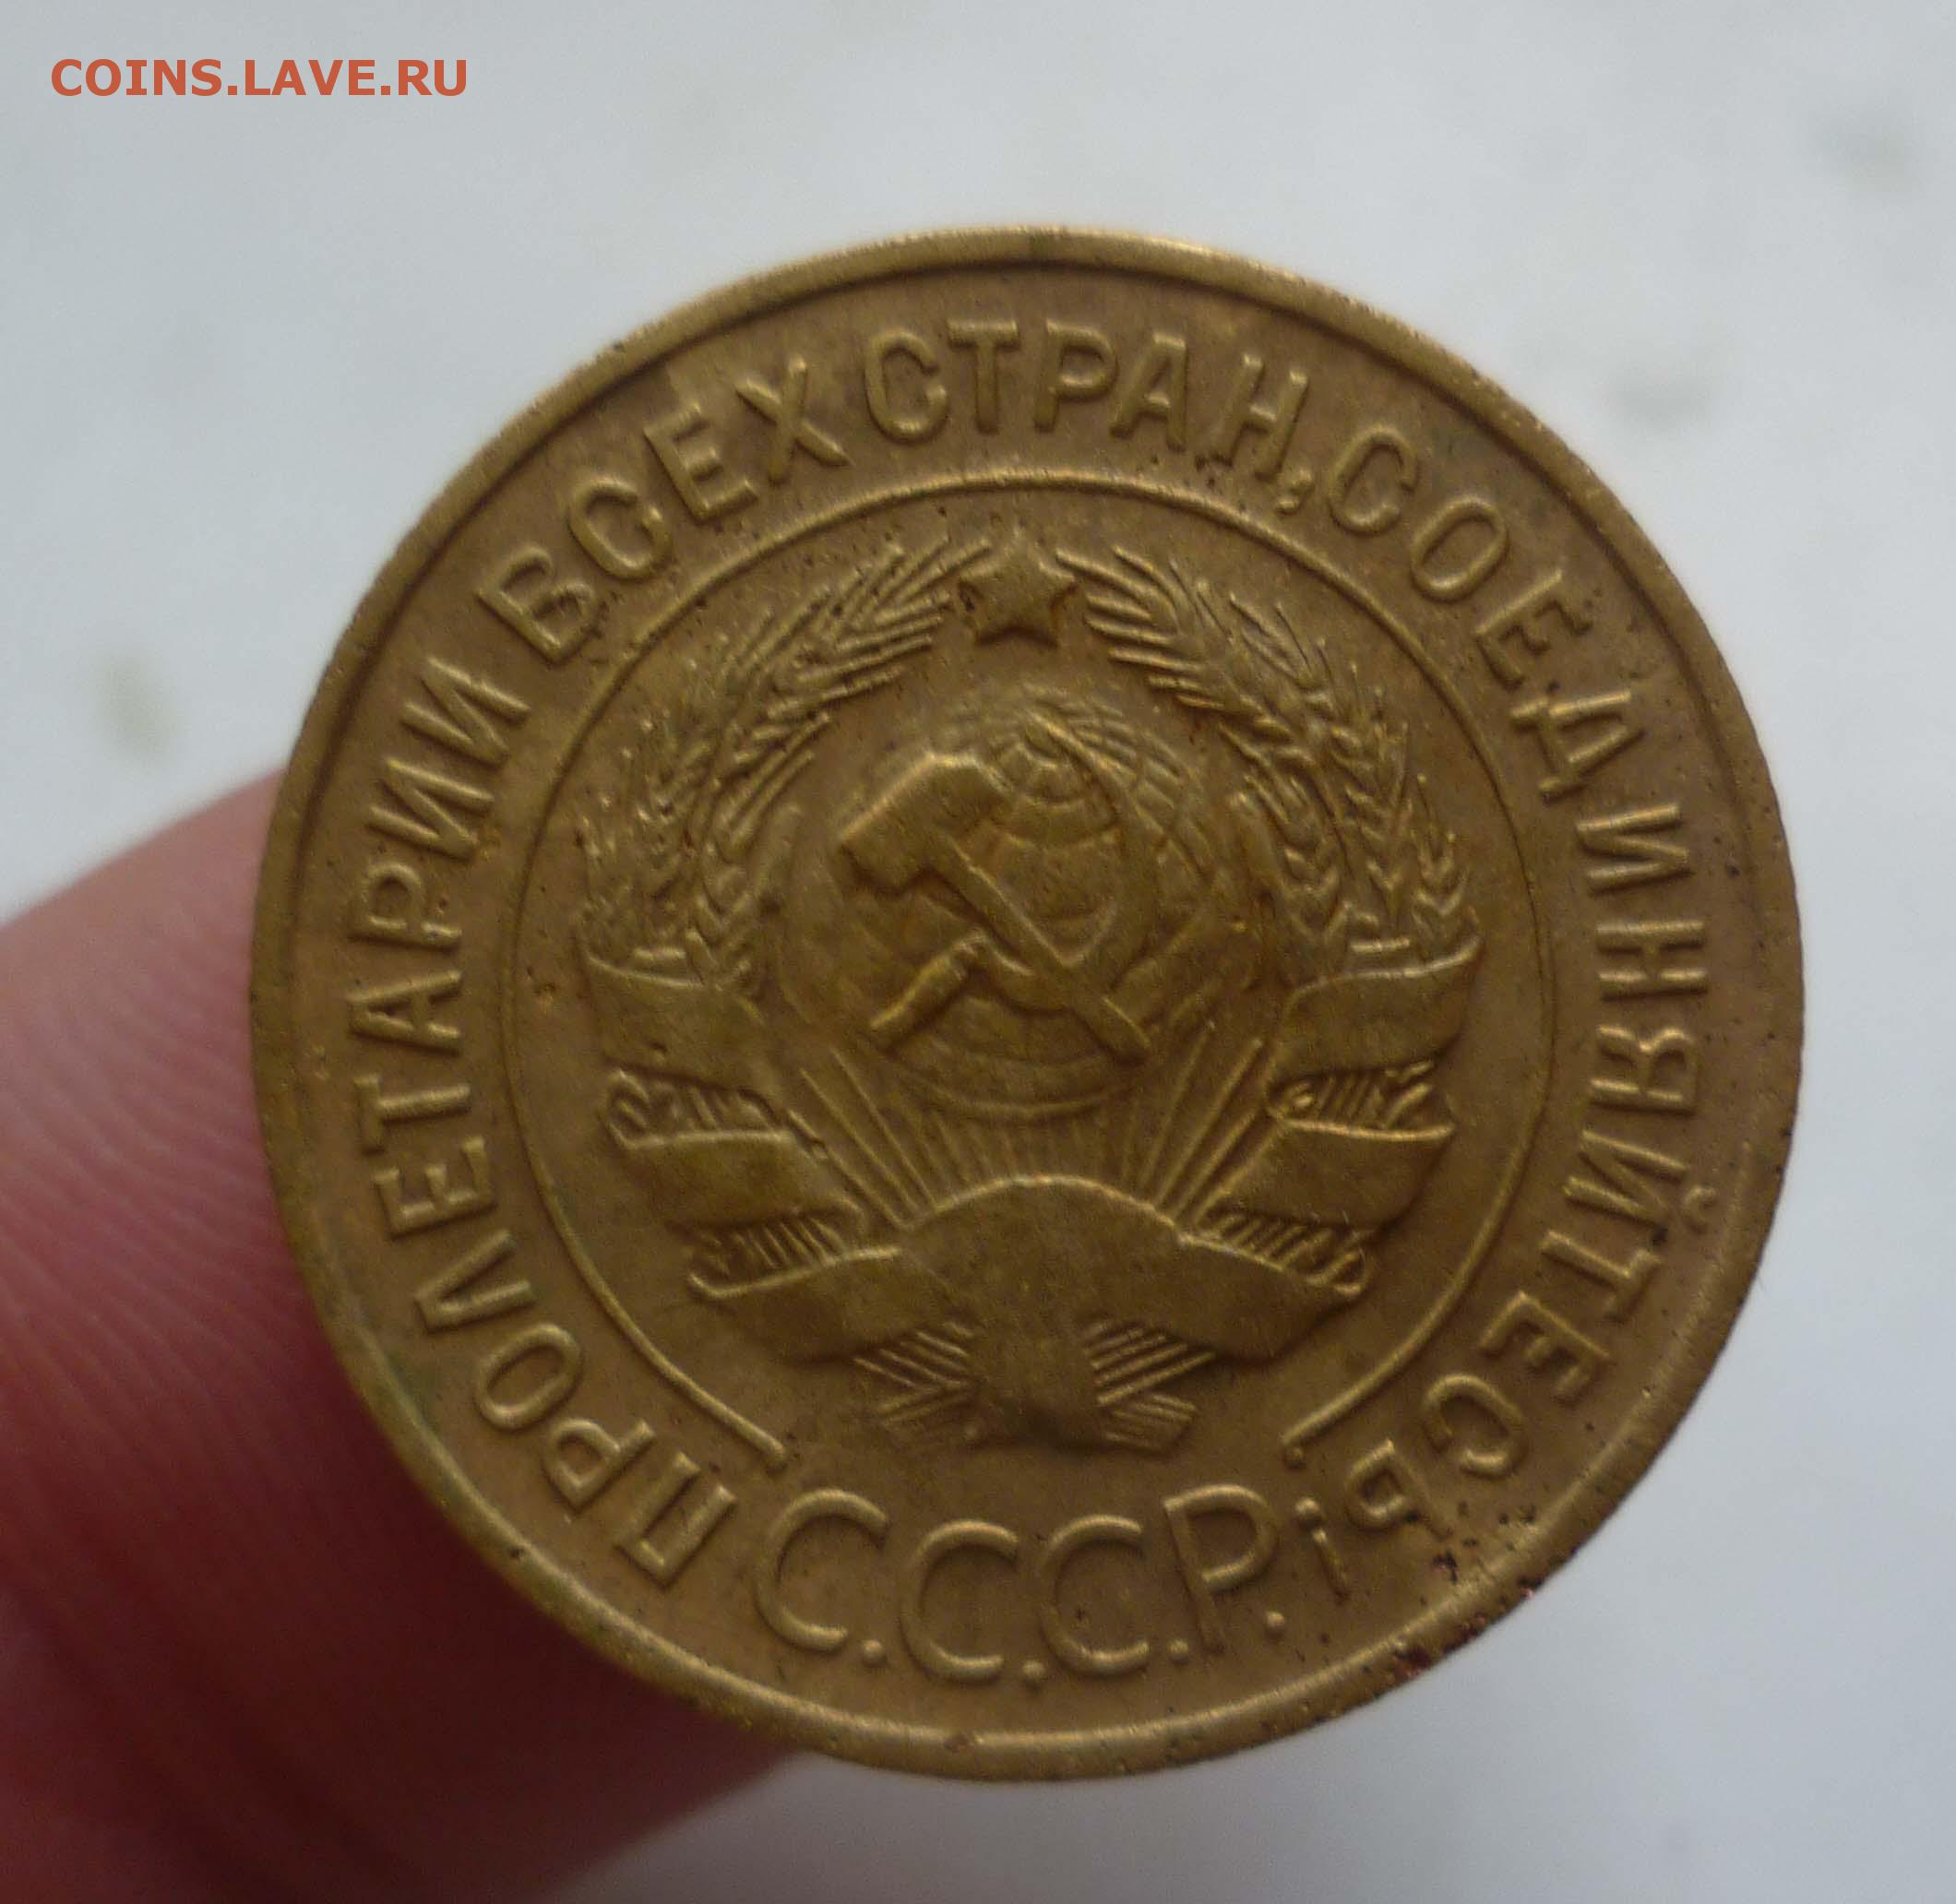 COINS.LAVE.RU
ПРОЛЕТАРИИ ВСЕХ СТРАН, СОЕДИНЯЙТЕСЬ!
С.С.С.Р.